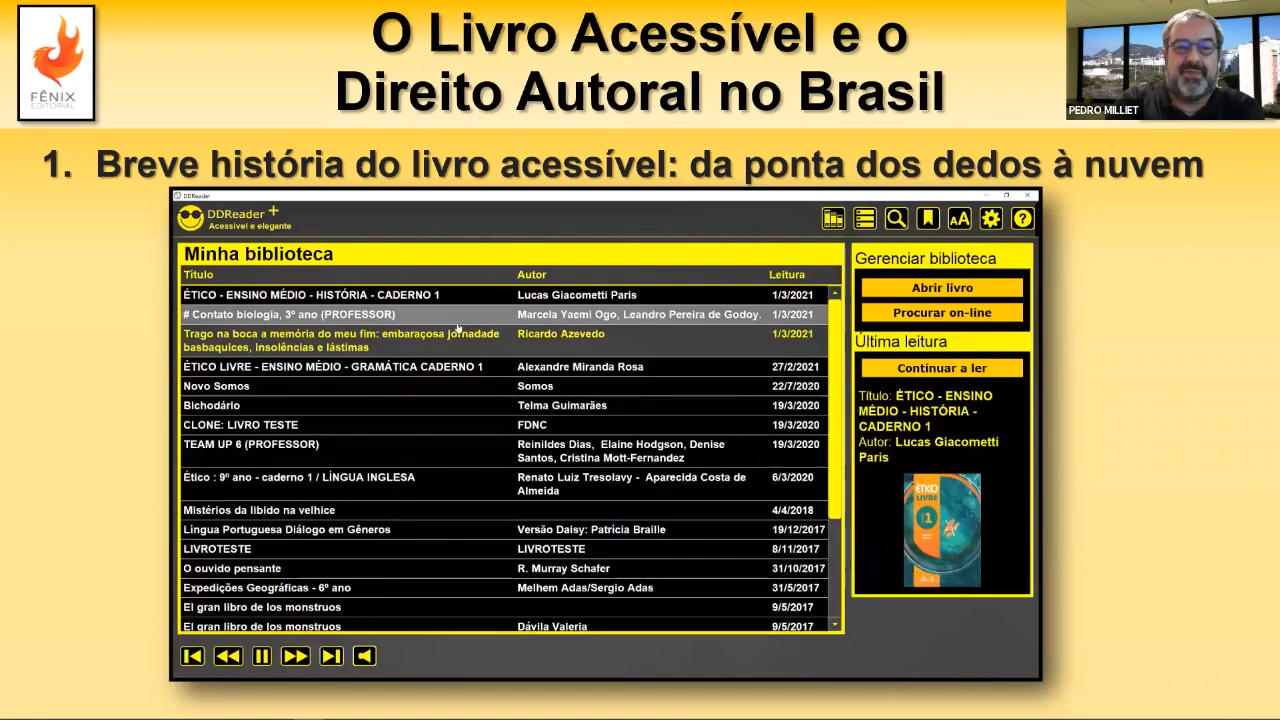 FÊNIX
EDITORIAL
O Livro Acessível e o
Direito Autoral no Brasil
PEDRO MILLIET
1. Breve história do livro acessível: da ponta dos dedos à nuvem
DDReader
DDReader +
Acessível e elegante
AA
?
Minha biblioteca
Título Autor Leitura
ÉTICO - ENSINO MÉDIO - HISTÓRIA - CADERNO 1 Lucas Giacometti Paris 1/3/2021
# Contato biologia, 3º ano (PROFESSOR) Marcela Yaemi Ogo, Leandro Pereira de Godoy. 1/3/2021
Trago na boca a memória do meu fim: embaraçosa jornadade Ricardo Azevedo 1/3/2021
basbaquices, insolências e lástimas
ÉTICO LIVRE - ENSINO MÉDIO - GRAMÁTICA CADERNO 1 Alexandre Miranda Rosa 27/2/2021
Novo Somos Somos 22/7/2020
Bichodário Telma Guimarães 19/3/2020
CLONE: LIVRO TESTE FDNC 19/3/2020
TEAM UP 6 (PROFESSOR) Reinildes Dias, Elaine Hodgson, Denise 19/3/2020
Santos, Cristina Mott-Fernandez
Ético : 9º ano - caderno 1 / LÍNGUA INGLESA Renato Luiz Tresolavy - Aparecida Costa de 6/3/2020
Almeida
Mistérios da libido na velhice 4/4/2018
Língua Portuguesa Diálogo em Gêneros Versão Daisy: Patrícia Braille 19/12/2017
LIVROTESTE LIVROTESTE 8/11/2017
O ouvido pensante R. Murray Schafer 31/10/2017
Expedições Geográficas - 6º ano Melhem Adas/Sergio Adas 31/5/2017
El gran libro de los monstruos 9/5/2017
El gran libro de los monstruos Dávila Valeria 9/5/2017
Gerenciar biblioteca
Abrir livro
Procurar on-line
Última leitura
Continuar a ler
Título: ÉTICO - ENSINO
MÉDIO - HISTÓRIA -
CADERNO 1
Autor: Lucas Giacometti
Paris
ÉTICO
LIVRE
1